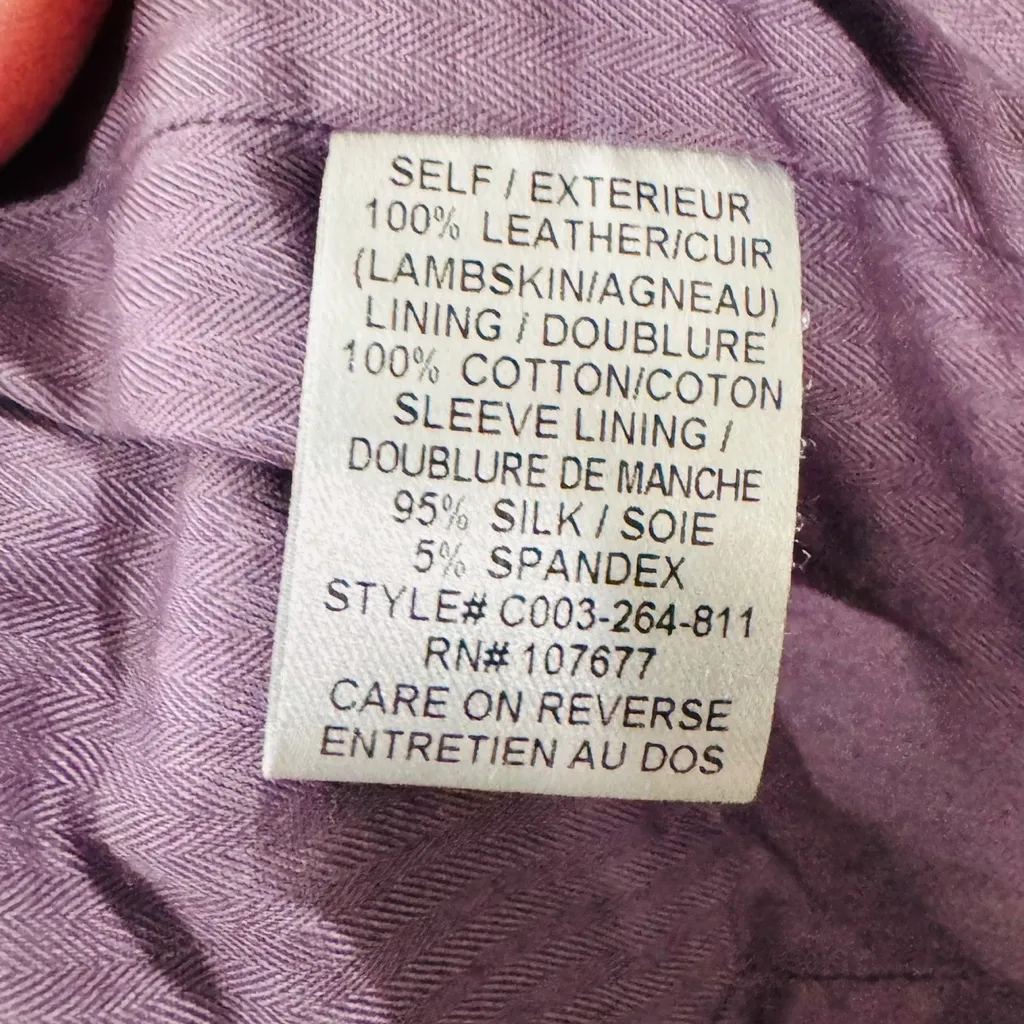 SELF / EXTERIEUR
100% LEATHER/CUIR
(LAMBSKIN/AGNEAU)
LINING / DOUBLURE
100% COTTON/COTON
SLEEVE LINING /
DOUBLURE DE MANCHE
95% SILK / SOIE
5% SPANDEX
STYLE# C003-264-811
RN# 107677
CARE ON REVERSE
ENTRETIEN AU DOS